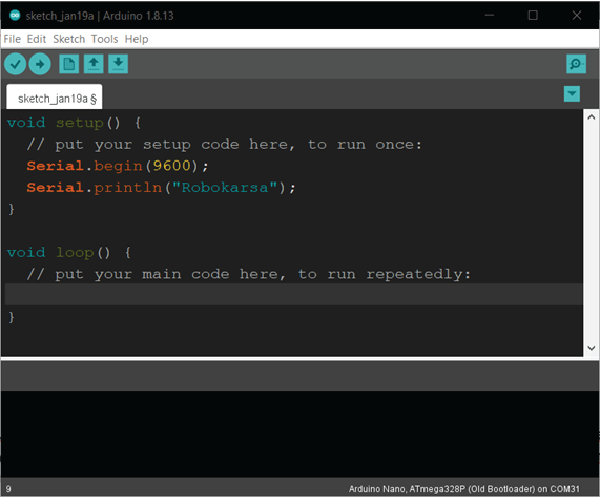 sketch_jan19a | Arduino 1.8.13
File Edit Sketch Tools Help
sketch_jan19a §
void setup() {
// put your setup code here, to run once:
Serial.begin(9600);
Serial.println("Robokarsa");
}
void loop() {
// put your main code here, to run repeatedly:
}
9
Arduino Nano, ATmega328P (Old Bootloader) on COM31